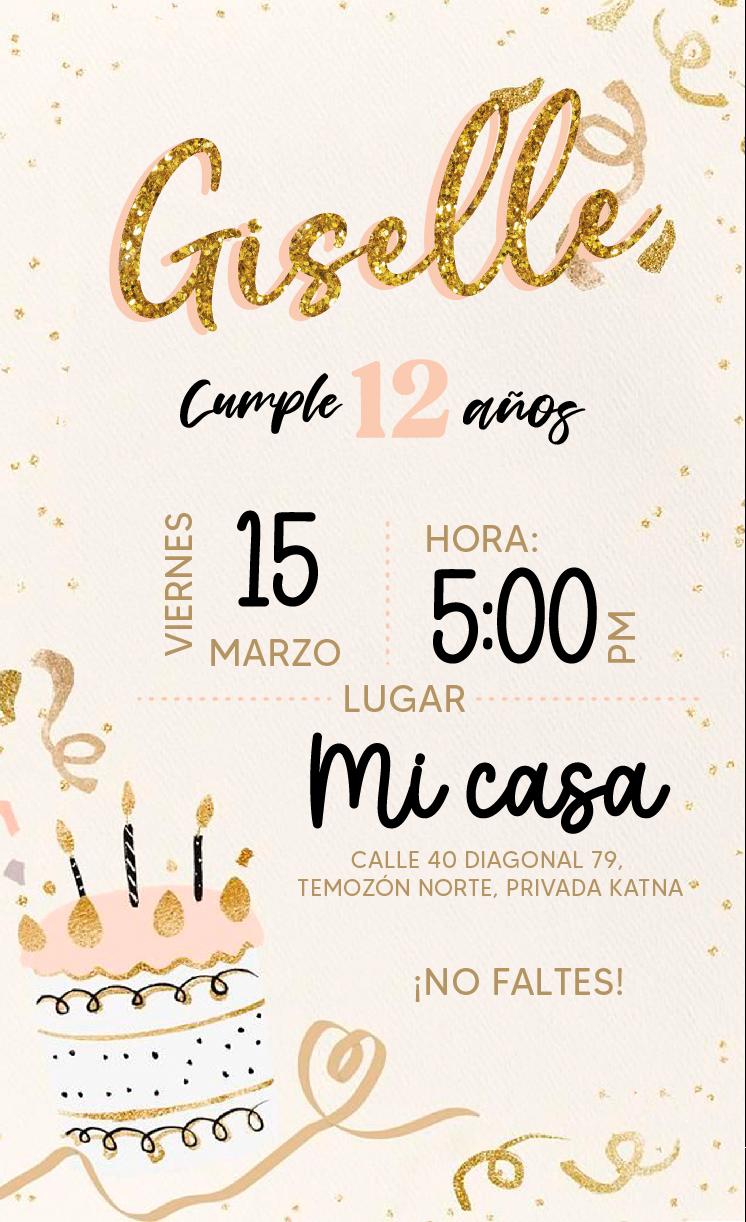 Giselle
Cumple 12 años
VIERNES
15
MARZO
HORA:
5:00 PM
LUGAR
Mi casa
CALLE 40 DIAGONAL 79,
TEMOZÓN NORTE, PRIVADA KATNA
¡NO FALTES!